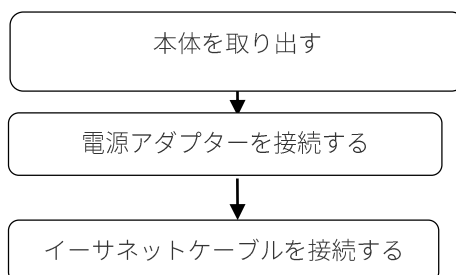 本体を取り出す
電源アダプターを接続する
イーサネットケーブルを接続する